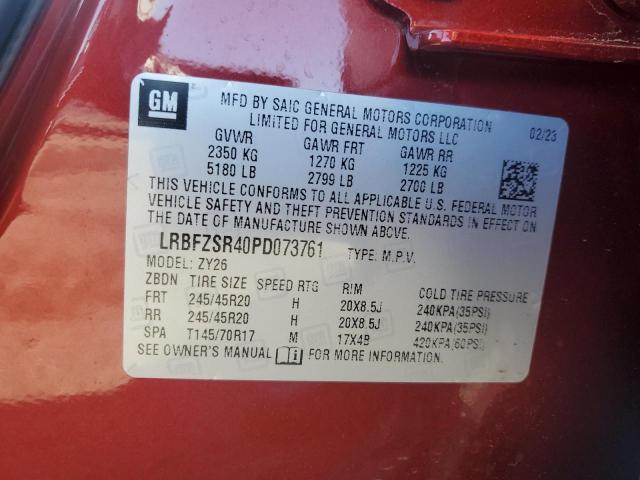 GM
MFD BY SAIC GENERAL MOTORS CORPORATION
LIMITED FOR GENERAL MOTORS LLC
02/23
GVWR GAWR FRT GAWR RR
2350 KG 1270 KG 1225 KG
5180 LB 2799 LB 2700 LB
THIS VEHICLE CONFORMS TO ALL APPLICABLE U.S. FEDERAL MOTOR
VEHICLE SAFETY AND THEFT PREVENTION STANDARDS IN EFFECT ON
THE DATE OF MANUFACTURE SHOWN ABOVE.
LRBFZSR40PD073761 TYPE: M.P.V.
MODEL: ZY26
ZBDN TIRE SIZE SPEED RTG RIM COLD TIRE PRESSURE
FRT 245/45R20 H 20X8.5J 240KPA(35PSI)
RR 245/45R20 H 20X8.5J 240KPA(35PSI)
SPA T145/70R17 M 17X4B 420KPA(60PSI)
SEE OWNER'S MANUAL FOR MORE INFORMATION.